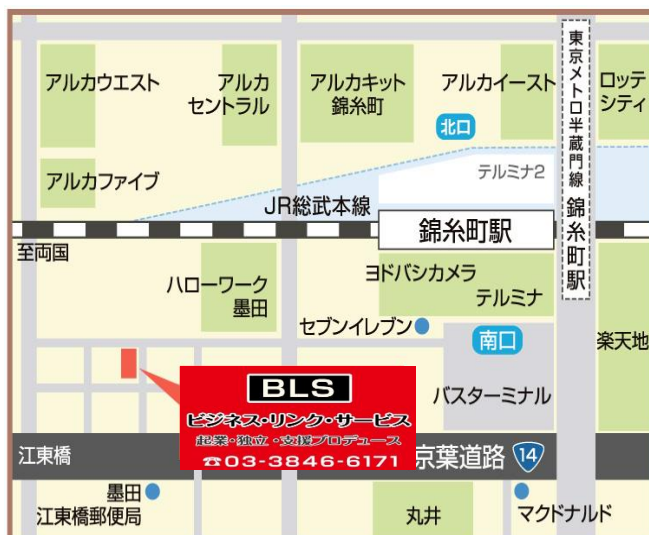 アルカウエスト
アルカ
セントラル
アルカキット
錦糸町
アルカイースト
ロッテ
シティ
東京メトロ半蔵門線 錦糸町駅
北口
テルミナ2
アルカファイブ
JR総武本線
錦糸町駅
至両国
ハローワーク
墨田
ヨドバシカメラ
テルミナ
セブンイレブン
南口
楽天地
バスターミナル
BLS
ビジネス・リンク・サービス
起業・独立・支援プロデュース
☎03-3846-6171
江東橋
京葉道路
14
墨田
江東橋郵便局
丸井
マクドナルド